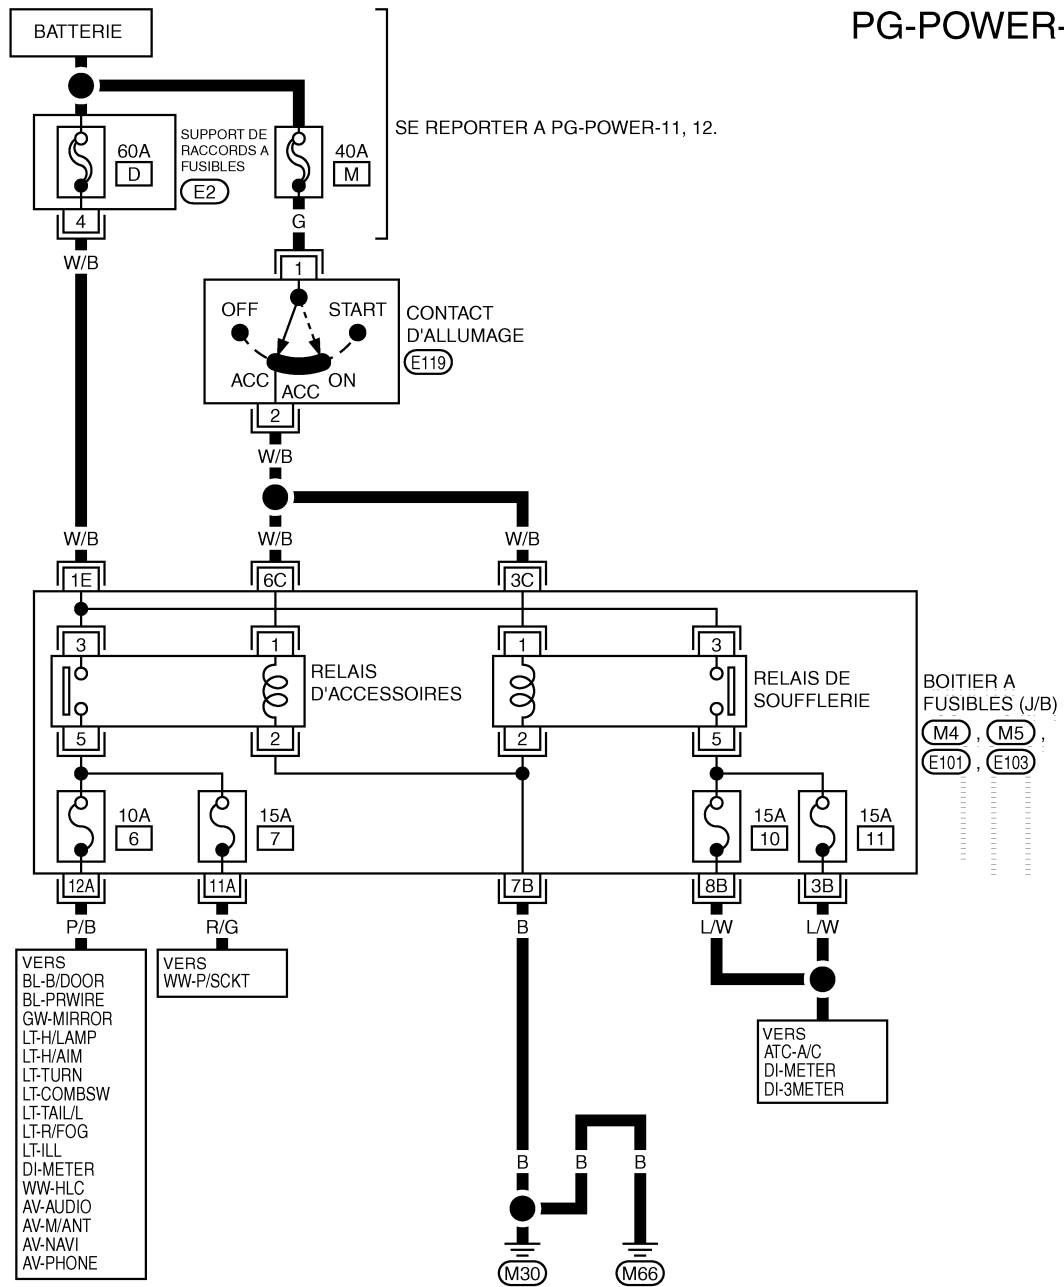 PG-POWER-
BATTERIE
SE REPORTER A PG-POWER-11, 12.
60A
D
SUPPORT DE
RACCORDS A
FUSIBLES
E2
40A
M
4
G
W/B
1
OFF
START
CONTACT
D'ALLUMAGE
E119
ACC
ON
ACC
2
W/B
W/B
W/B
W/B
1E
6C
3C
3
1
1
3
RELAIS
D'ACCESSOIRES
RELAIS DE
SOUFFLERIE
BOITIER A
FUSIBLES (J/B)
M4 , M5 ,
E101 , E103
5
2
2
5
10A
6
15A
7
15A
10
15A
11
12A
11A
7B
8B
3B
P/B
R/G
B
L/W
L/W
VERS
BL-B/DOOR
BL-PRWIRE
GW-MIRROR
LT-H/LAMP
LT-H/AIM
LT-TURN
LT-COMBSW
LT-TAIL/L
LT-R/FOG
LT-ILL
DI-METER
WW-HLC
AV-AUDIO
AV-M/ANT
AV-NAVI
AV-PHONE
VERS
WW-P/SCKT
VERS
ATC-A/C
DI-METER
DI-3METER
B
B
B
M30
M66